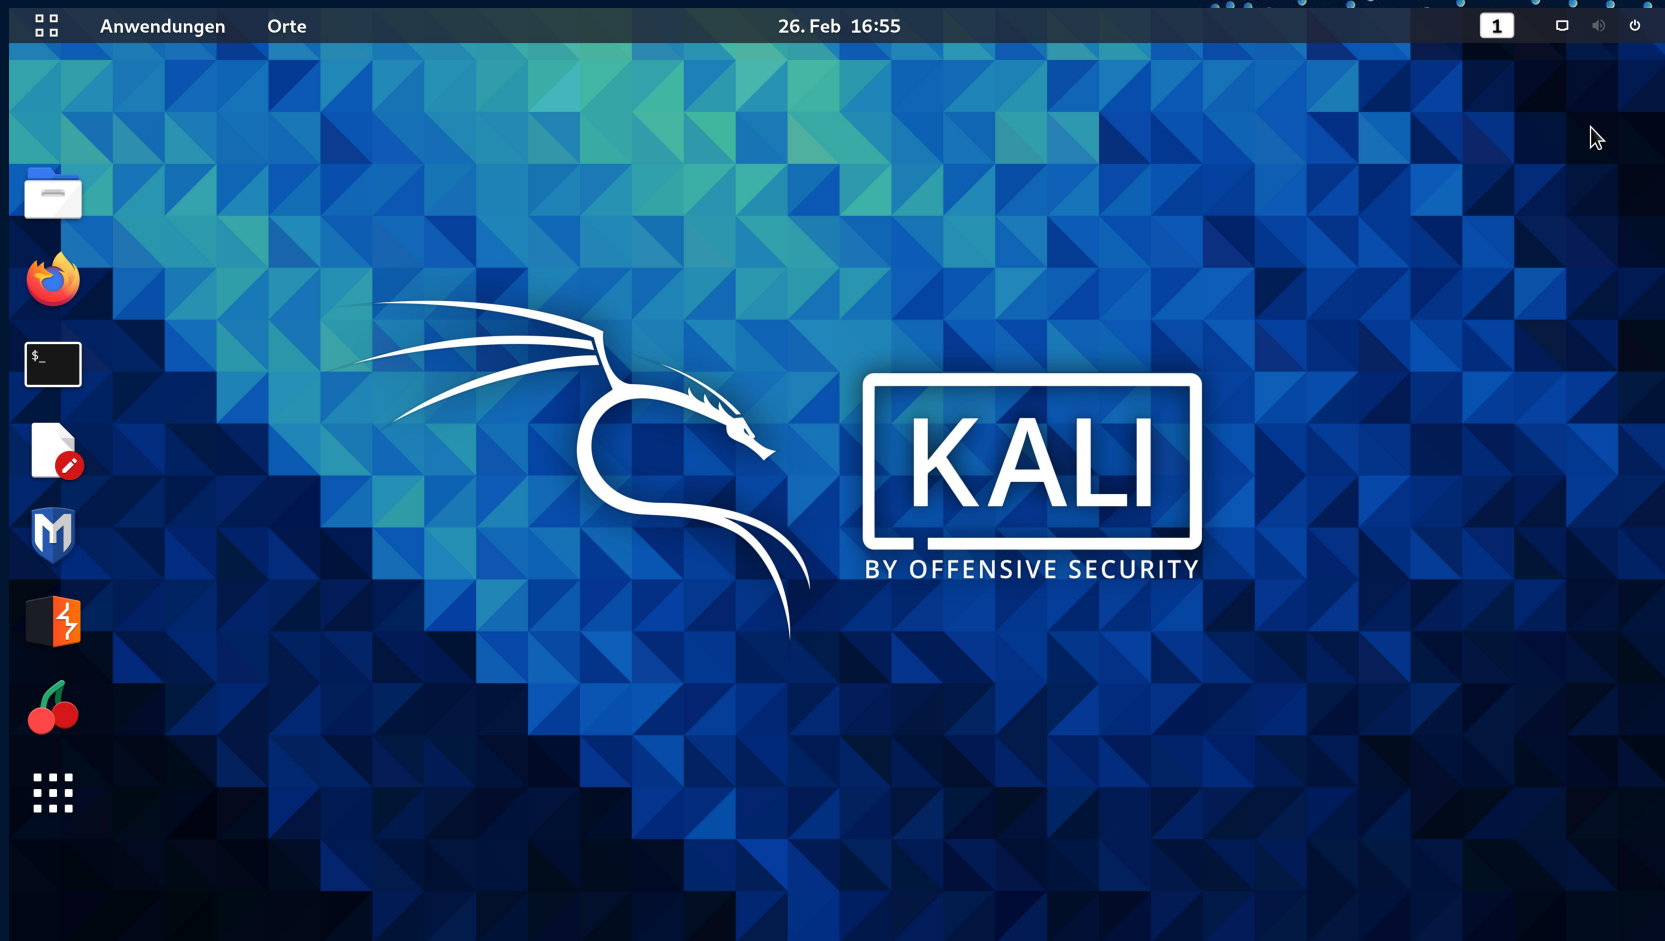 Anwendungen Orte 26. Feb 16:55 1
$_
M
KALI
BY OFFENSIVE SECURITY